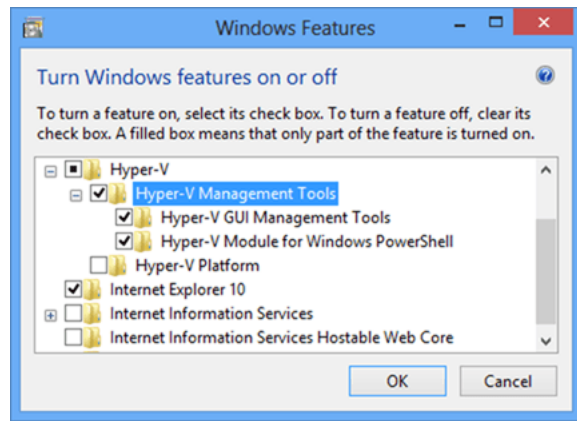 Windows Features
Turn Windows features on or off
To turn a feature on, select its check box. To turn a feature off, clear its
check box. A filled box means that only part of the feature is turned on.
Hyper-V
Hyper-V Management Tools
Hyper-V GUI Management Tools
Hyper-V Module for Windows PowerShell
Hyper-V Platform
Internet Explorer 10
Internet Information Services
Internet Information Services Hostable Web Core
OK Cancel